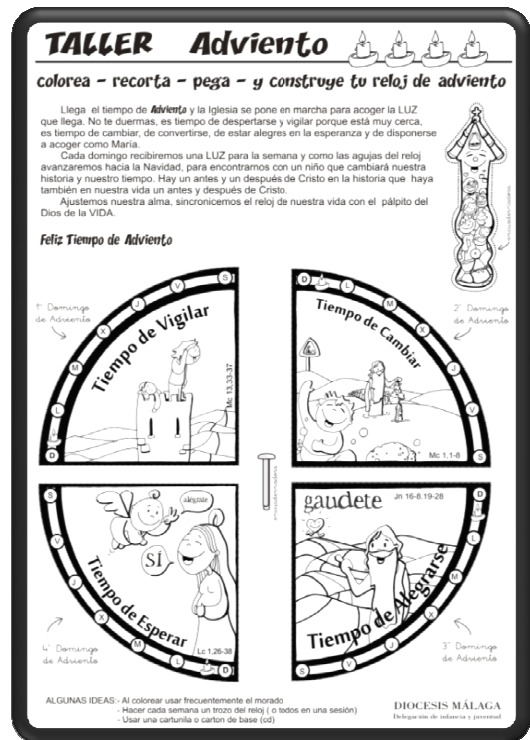 TALLER Adviento
colorea - recorta - pega - y construye tu reloj de adviento
Llega el tiempo de Adviento y la Iglesia se pone en marcha para acoger la LUZ
que llega. No te duermas, es tiempo de despertarse y vigilar porque está muy cerca,
es tiempo de cambiar, de convertirse, de estar alegres en la esperanza y de disponerse
a acoger como María.
Cada domingo recibiremos una LUZ para la semana y como las agujas del reloj
avanzaremos hacia la Navidad, para encontrarnos con un niño que cambiará nuestra
historia y nuestro tiempo. Hay un antes y un después de Cristo en la historia que haya
también en nuestra vida un antes y después de Cristo.
Ajustemos nuestra alma, sincronicemos el reloj de nuestra vida con el pálpito del
Dios de la VIDA.
encuadernadora
Feliz Tiempo de Adviento
1º Domingo
de Adviento
D
L
M
X
J
V
S
Tiempo de Vigilar
Mc 13,33-37
2º Domingo
de Adviento
D
L
M
X
J
V
S
Tiempo de Cambiar
Mc 1,1-8
encuadernadora
S
V
J
X
M
L
D
alégrate
SÍ
Tiempo de Esperar
Lc 1,26-38
4º Domingo
de Adviento
gaudete
Jn 16-8.19-28
D
L
M
X
J
V
S
Tiempo de Alegrarse
3º Domingo
de Adviento
ALGUNAS IDEAS:- Al colorear usar frecuentemente el morado
- Hacer cada semana un trozo del reloj ( o todos en una sesión)
- Usar una cartunila o carton de base (cd)
DIOCESIS MÁLAGA
Delegación de infancia y juventud